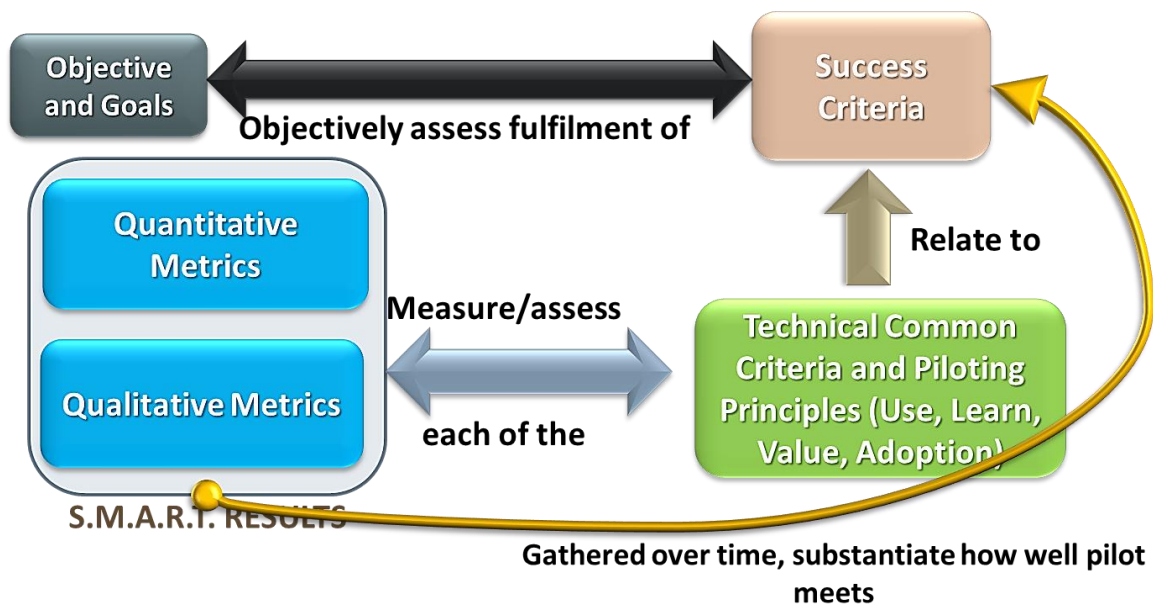 Objective
and Goals
Success
Criteria
Objectively assess fulfilment of
Quantitative
Metrics
Relate to
Measure/assess
Technical Common
Criteria and Piloting
Principles (Use, Learn,
Value, Adoption)
Qualitative Metrics
each of the
S.M.A.R.T. RESULTS
Gathered over time, substantiate how well pilot
meets